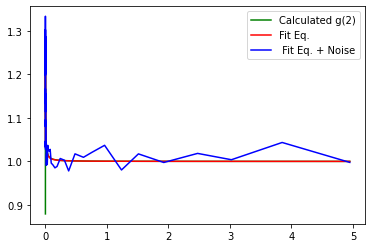 Calculated g(2)
Fit Eq.
Fit Eq. + Noise
1.3
1.2
1.1
1.0
0.9
0 1 2 3 4 5